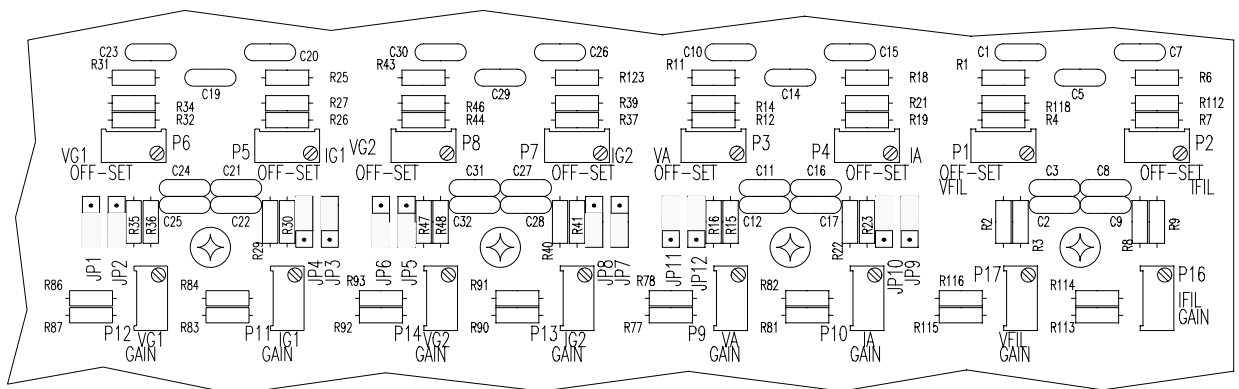 C23 C20 C30 C26 C10 C15 C1 C7
R31 R25 R43 R123 R11 R18 R1 R6
C19 C29 C14 C5
R34 R27 R46 R39 R14 R21 R118 R112
R32 R26 R44 R37 R12 R19 R4 R7
P6 P5 P8 P7 P3 P4 P1 P2
VG1 IG1 VG2 IG2 VA IA
OFF-SET OFF-SET OFF-SET OFF-SET OFF-SET OFF-SET OFF-SET OFF-SET
VFIL IFIL
C24 C21 C31 C27 C11 C16 C3 C8
C25 C22 C32 C28 C12 C17 C2 C9
R35 R36 R29 R30 R47 R48 R40 R41 R16 R15 R22 R23 R2 R3 R8 R9
JP1 JP2 JP4 JP3 JP6 JP5 JP8 JP7 JP11 JP12 JP10 JP9
R86 R84 R93 R91 R78 R82 R116 P17 R114 P16
IFIL
GAIN
R87 R83 R92 R90 R77 R81 R115 R113
P12 VG1 P11 IG1 P14 VG2 P13 IG2 P9 VA P10 IA VFIL
GAIN GAIN GAIN GAIN GAIN GAIN GAIN